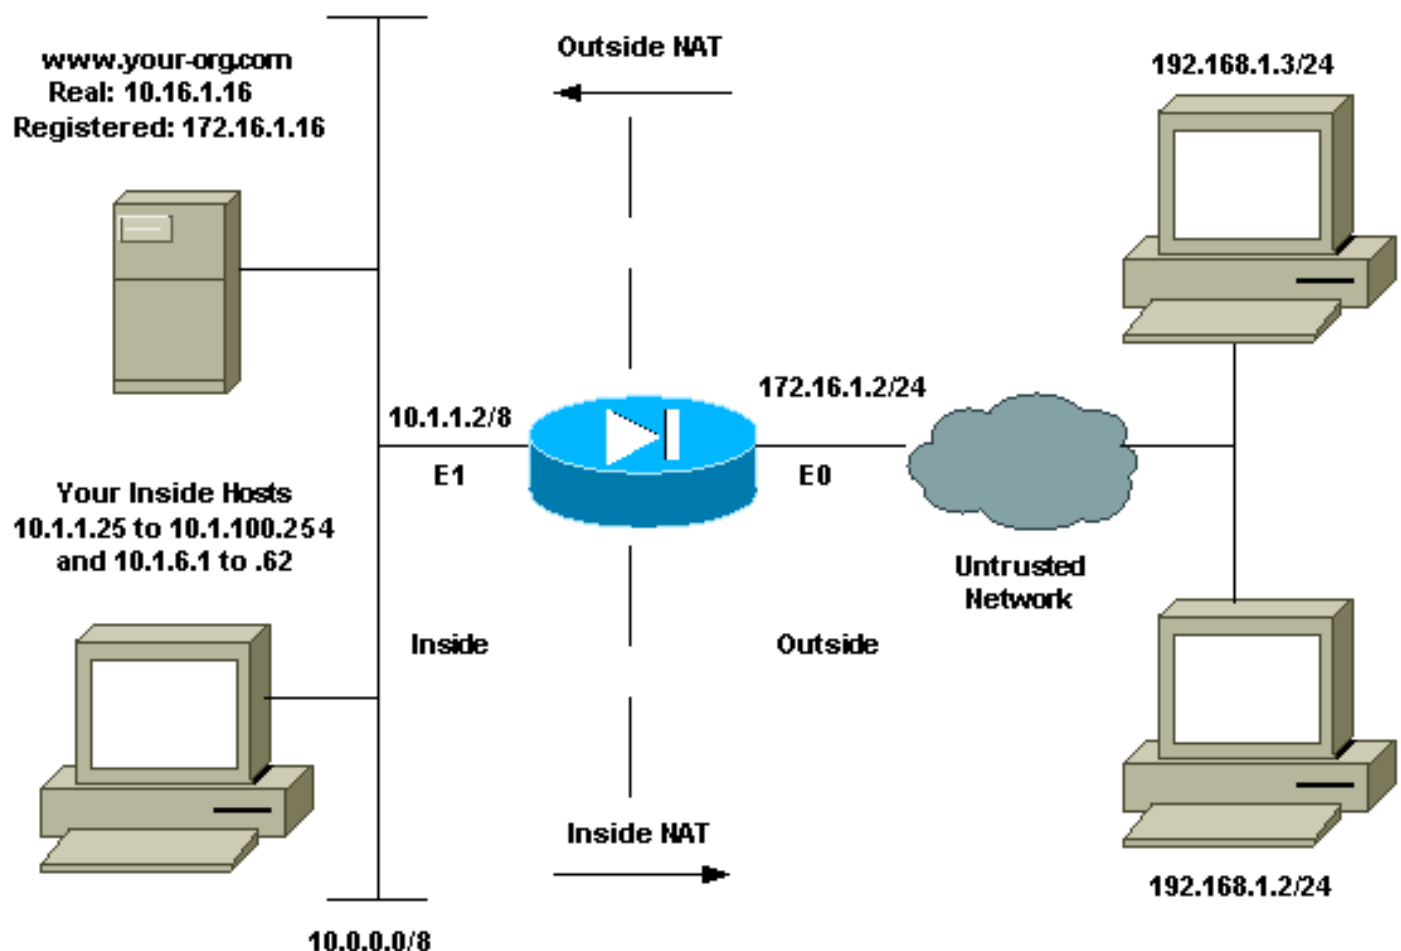 www.your-org.com
Real: 10.16.1.16
Registered: 172.16.1.16
Outside NAT
192.168.1.3/24
10.1.1.2/8
E1
172.16.1.2/24
E0
Your Inside Hosts
10.1.1.25 to 10.1.100.254
and 10.1.6.1 to .62
Untrusted
Network
Inside
Outside
Inside NAT
192.168.1.2/24
10.0.0.0/8